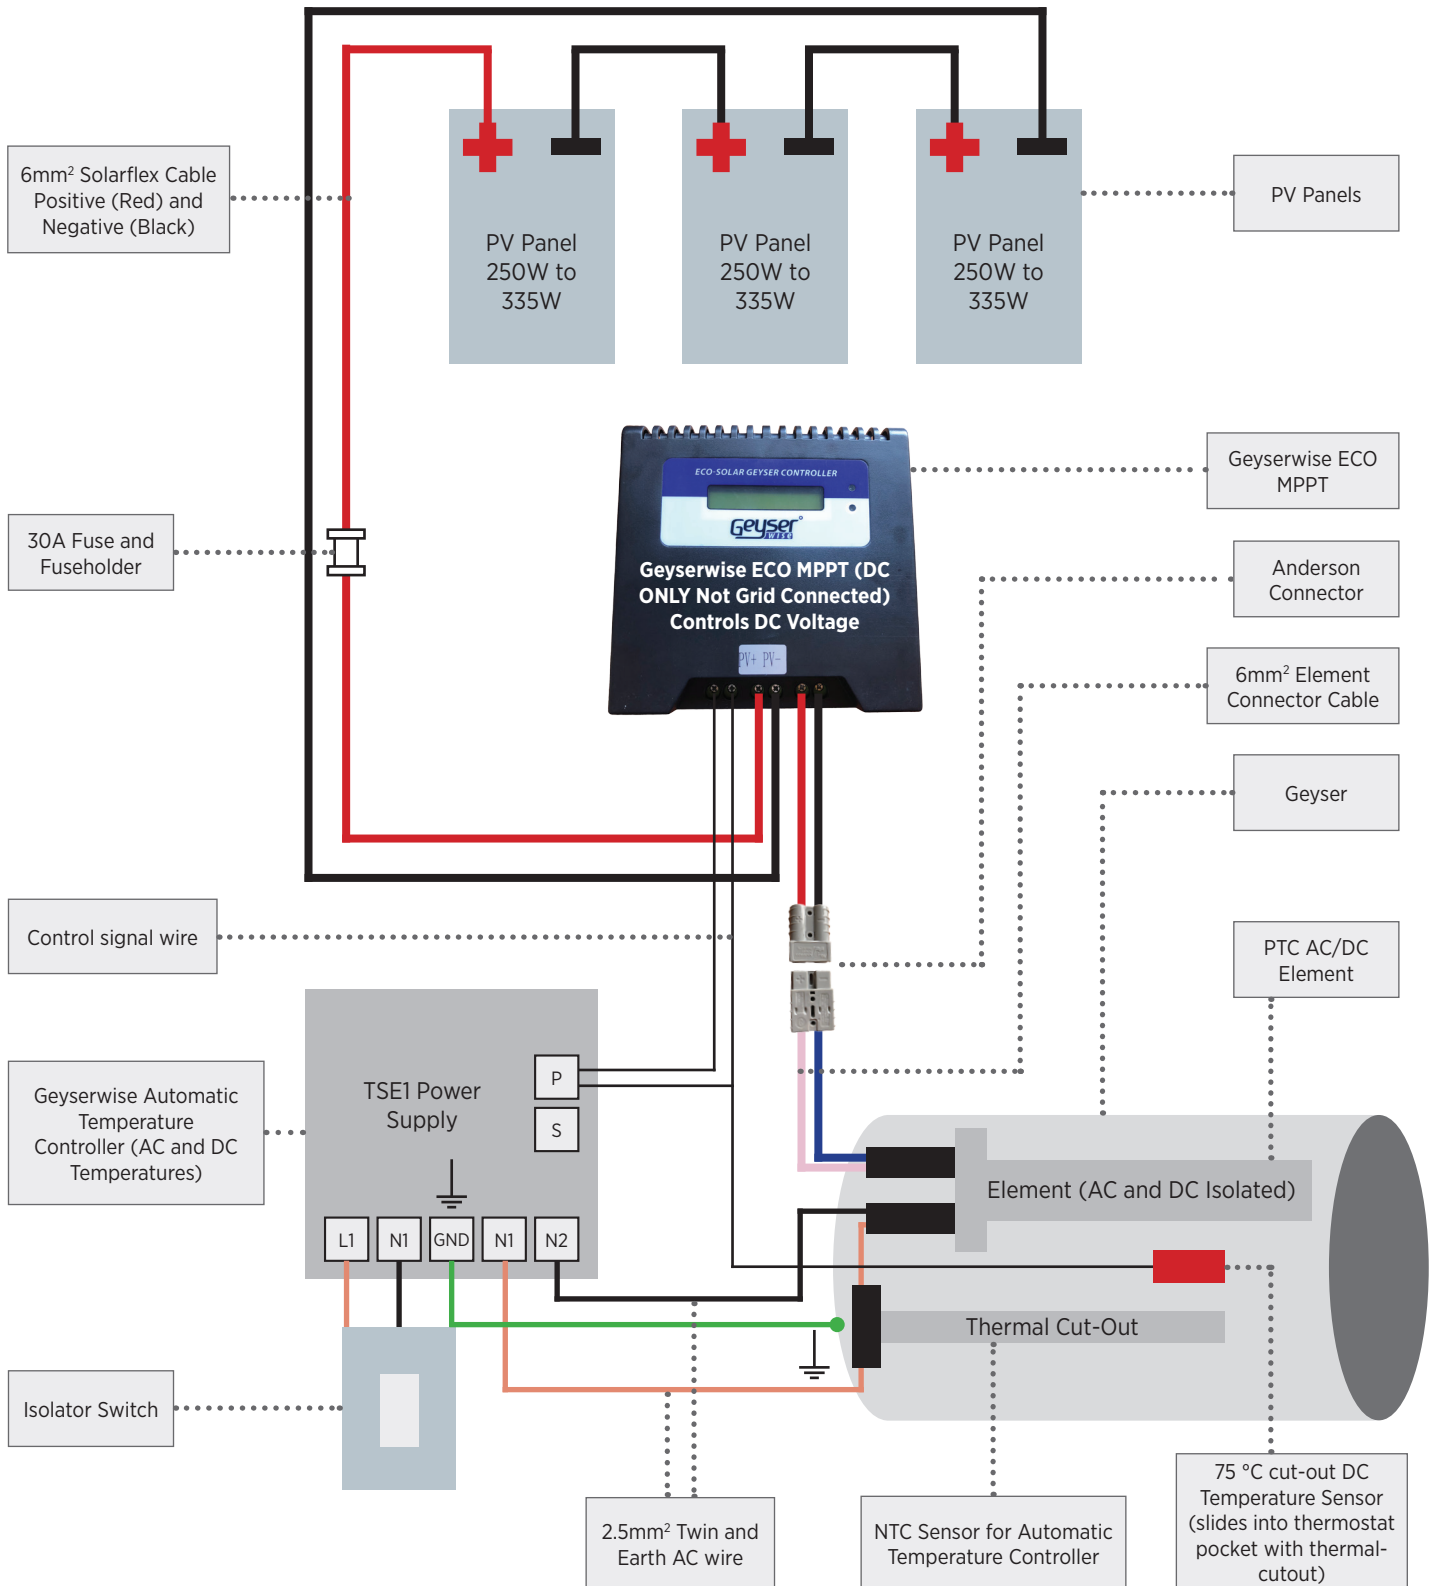 6mm² Solarflex Cable
Positive (Red) and
Negative (Black)
PV Panel
250W to
335W
PV Panel
250W to
335W
PV Panel
250W to
335W
PV Panels
ECO-SOLAR GEYSER CONTROLLER
Geyser
WISE
Geyserwise ECO MPPT (DC
ONLY Not Grid Connected)
Controls DC Voltage
PV+ PV-
Geyserwise ECO
MPPT
30A Fuse and
Fuseholder
Anderson
Connector
6mm² Element
Connector Cable
Geyser
Control signal wire
PTC AC/DC
Element
Geyserwise Automatic
Temperature
Controller (AC and DC
Temperatures)
TSE1 Power
Supply
P
S
L1
N1
GND
N1
N2
Element (AC and DC Isolated)
Thermal Cut-Out
Isolator Switch
2.5mm² Twin and
Earth AC wire
NTC Sensor for Automatic
Temperature Controller
75 °C cut-out DC
Temperature Sensor
(slides into thermostat
pocket with thermal-
cutout)